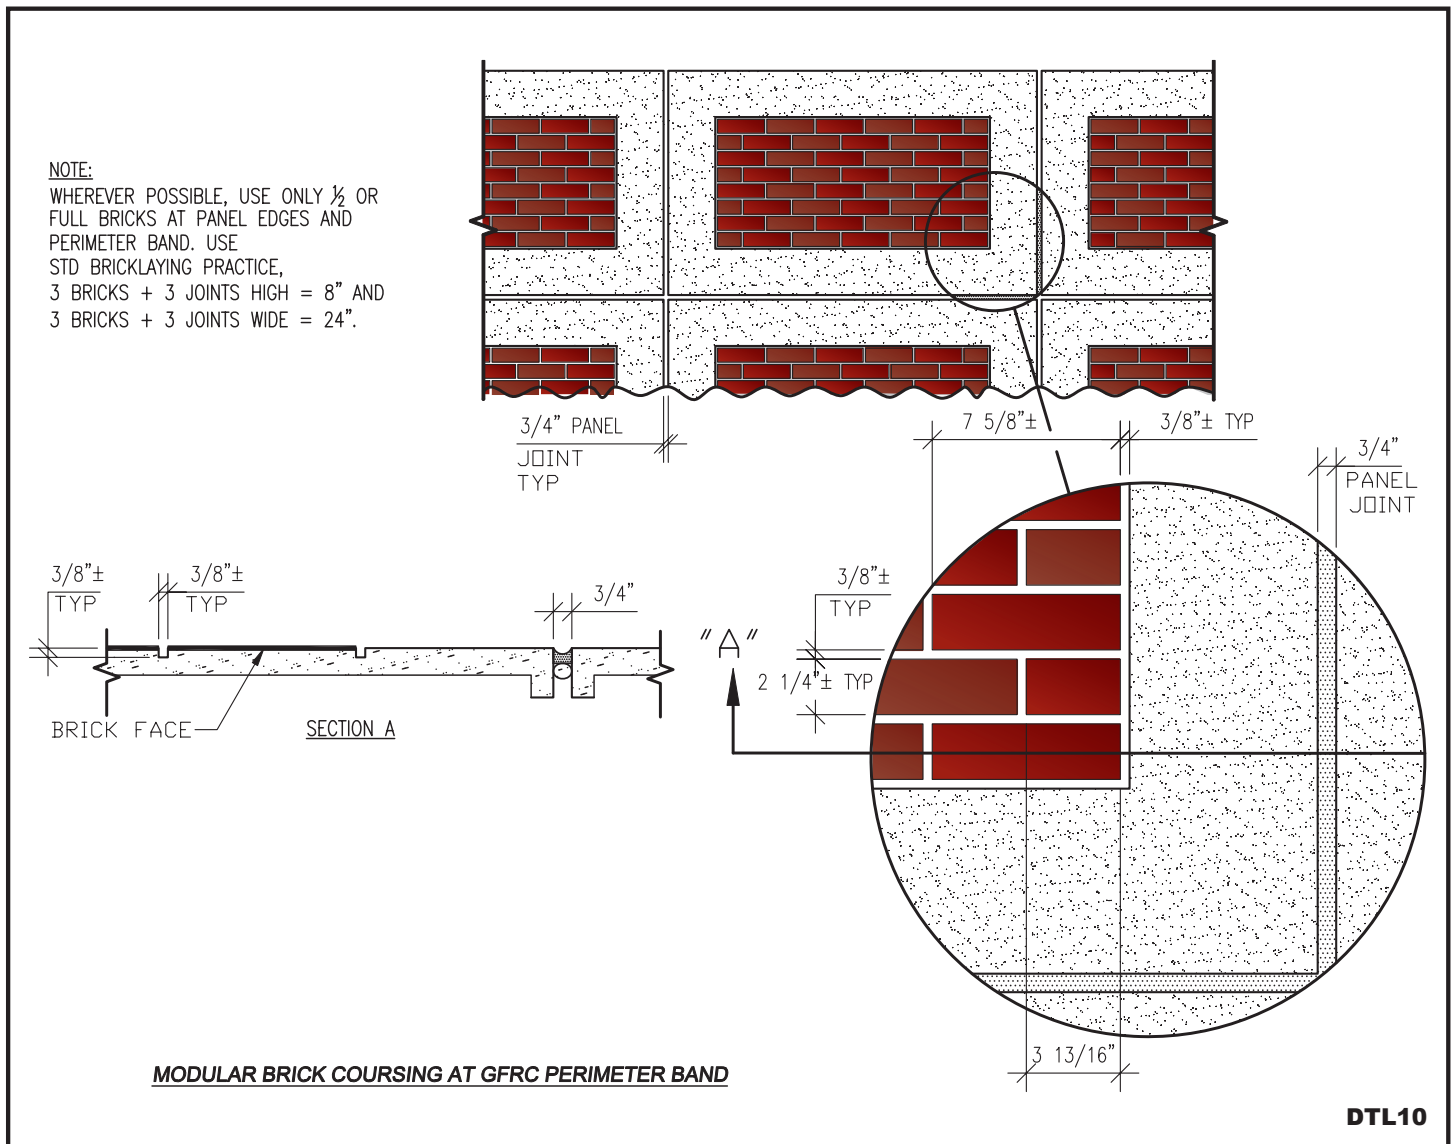 NOTE:
WHEREVER POSSIBLE, USE ONLY ½ OR
FULL BRICKS AT PANEL EDGES AND
PERIMETER BAND. USE
STD BRICKLAYING PRACTICE,
3 BRICKS + 3 JOINTS HIGH = 8” AND
3 BRICKS + 3 JOINTS WIDE = 24”.
3/4” PANEL
JOINT
TYP
7 5/8”±
3/8”± TYP
3/4”
PANEL
JOINT
3/8”±
TYP
3/8”±
TYP
3/4”
BRICK FACE
SECTION A
3/8”±
TYP
2 1/4”± TYP
” A ”
3 13/16”
MODULAR BRICK COURSING AT GFRC PERIMETER BAND
DTL10